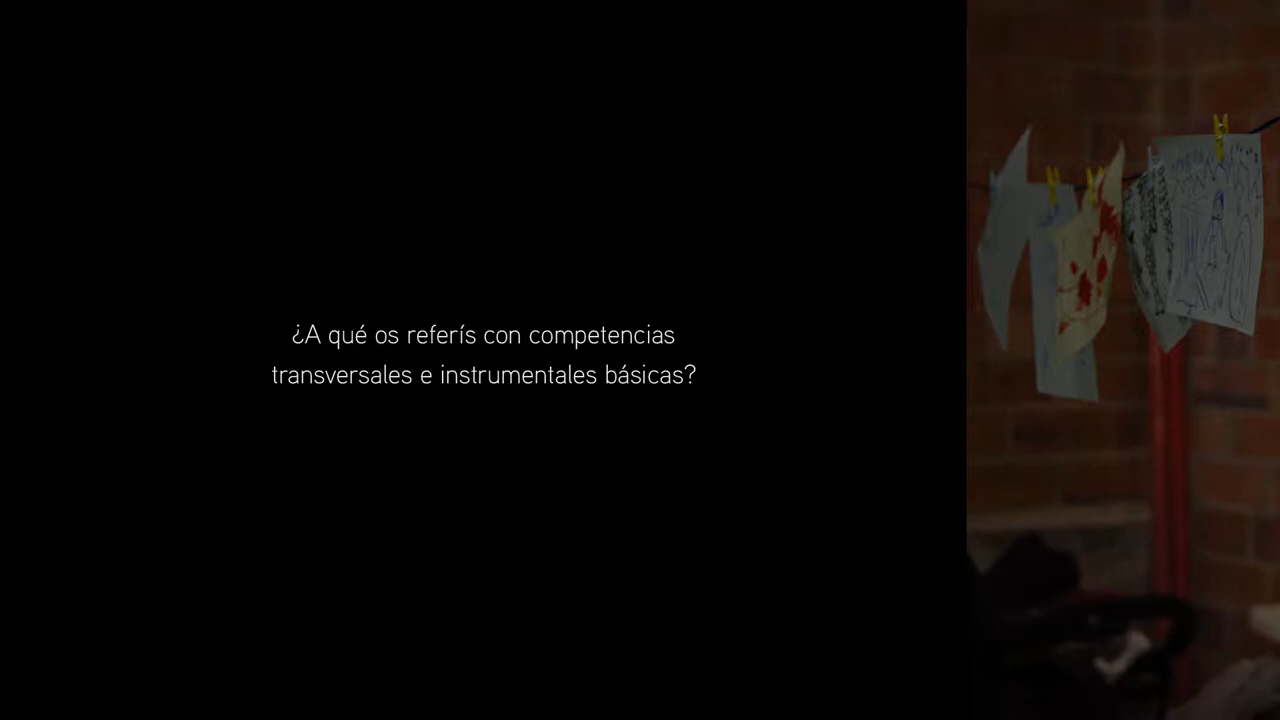 ¿A qué os referís con competencias
transversales e instrumentales básicas?